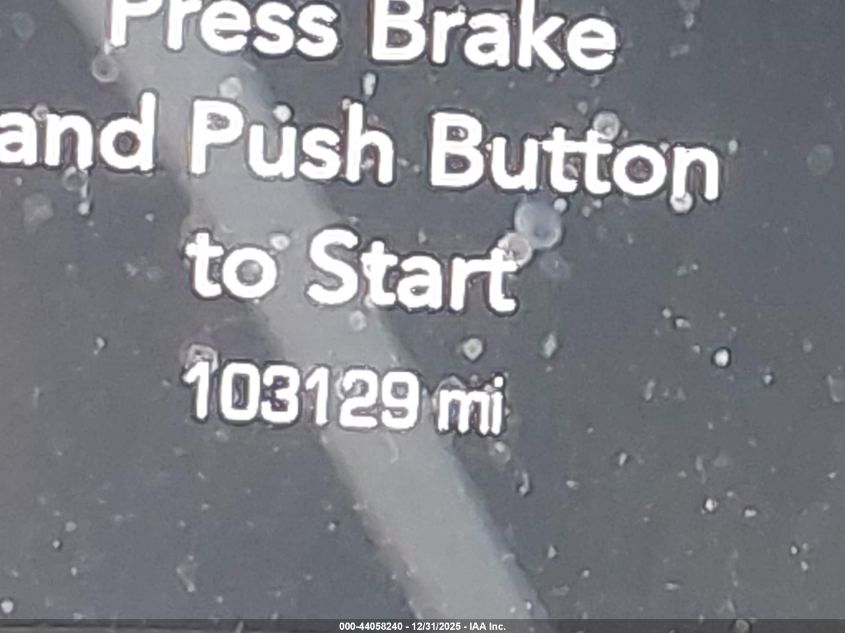 Press Brake
and Push Button
to Start
103129 mi
000-44058240 - 12/31/2025 - IAA Inc.